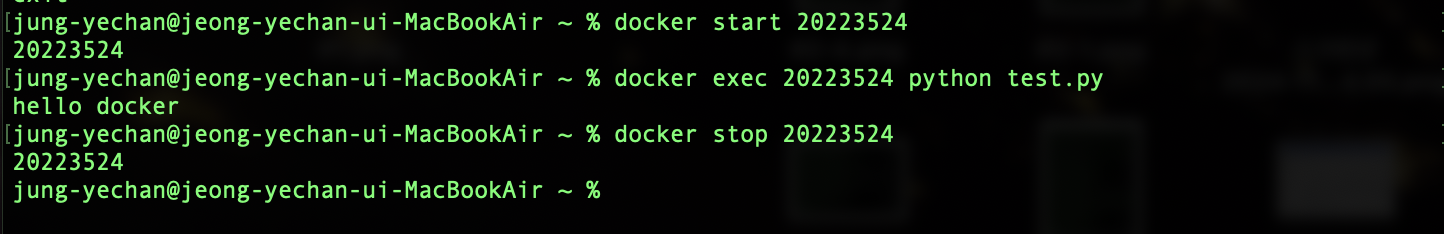 [jung-yechan@jeong-yechan-ui-MacBookAir ~ % docker start 20223524
20223524
[jung-yechan@jeong-yechan-ui-MacBookAir ~ % docker exec 20223524 python test.py
hello docker
[jung-yechan@jeong-yechan-ui-MacBookAir ~ % docker stop 20223524
20223524
jung-yechan@jeong-yechan-ui-MacBookAir ~ %